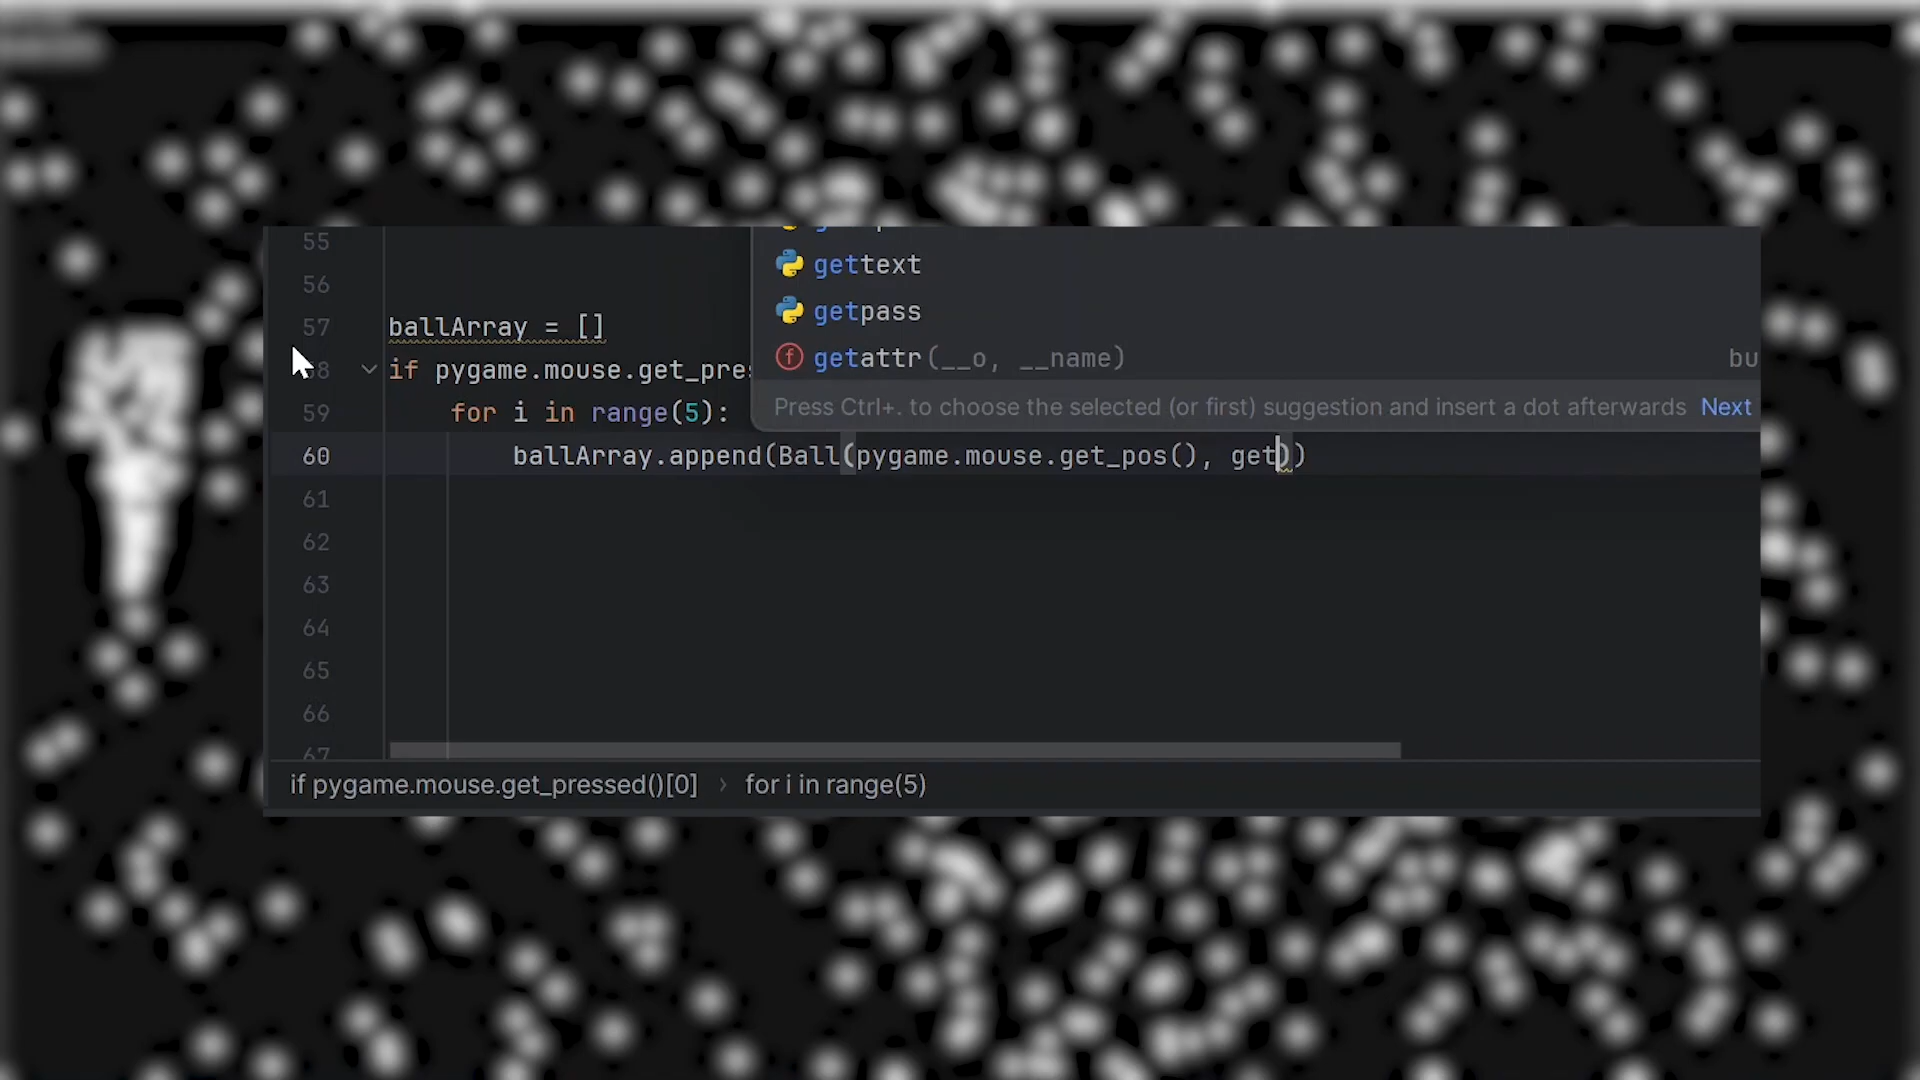 55
gettext
56
getpass
57 ballArray = []
58 if pygame.mouse.get_pres
getattr(__o, __name) bu
59 for i in range(5):
Press Ctrl+. to choose the selected (or first) suggestion and insert a dot afterwards Next
60 ballArray.append(Ball(pygame.mouse.get_pos(), get))
61
62
63
64
65
66
67
if pygame.mouse.get_pressed()[0] › for i in range(5)